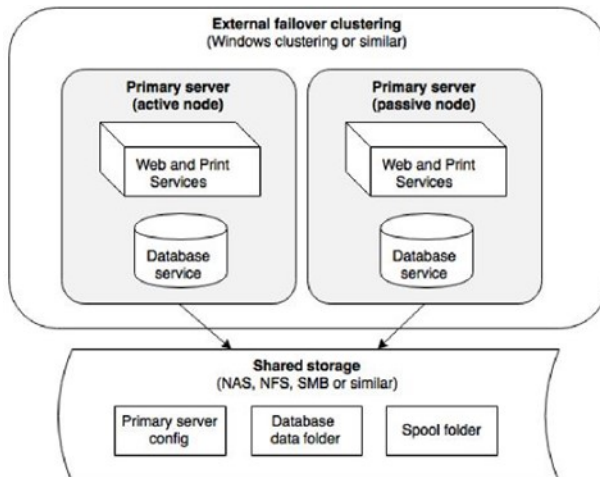 External failover clustering
(Windows clustering or similar)
Primary server
(active node)
Web and Print
Services
Database
service
Primary server
(passive node)
Web and Print
Services
Database
service
Shared storage
(NAS, NFS, SMB or similar)
Primary server
config
Database
data folder
Spool folder